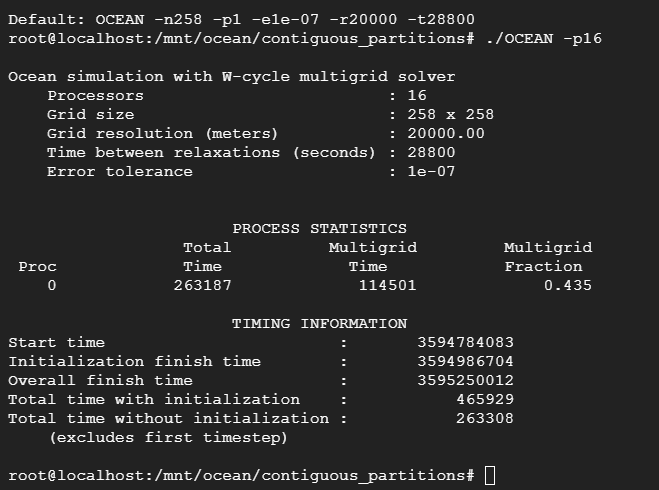 Default: OCEAN -n258 -p1 -e1e-07 -r20000 -t28800
root@localhost:/mnt/ocean/contiguous_partitions# ./OCEAN -p16
Ocean simulation with W-cycle multigrid solver
Processors : 16
Grid size : 258 x 258
Grid resolution (meters) : 20000.00
Time between relaxations (seconds) : 28800
Error tolerance : 1e-07
PROCESS STATISTICS
Total Multigrid Multigrid
Proc Time Time Fraction
0 263187 114501 0.435
TIMING INFORMATION
Start time : 3594784083
Initialization finish time : 3594986704
Overall finish time : 3595250012
Total time with initialization : 465929
Total time without initialization : 263308
(excludes first timestep)
root@localhost:/mnt/ocean/contiguous_partitions#